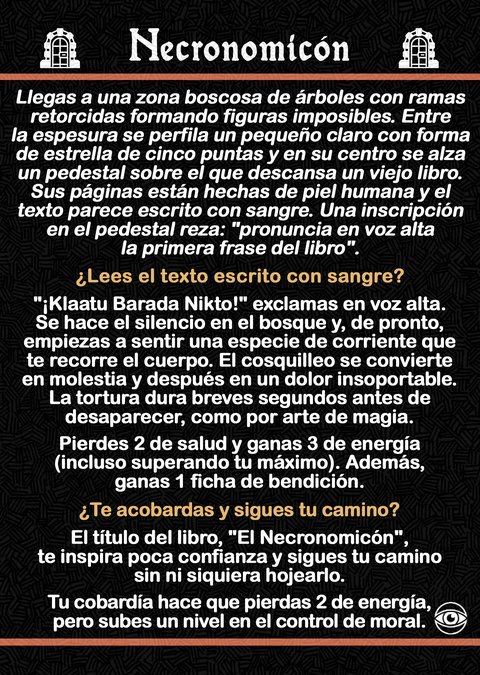 Necronomicón
Llegas a una zona boscosa de árboles con ramas
retorcidas formando figuras imposibles. Entre
la espesura se perfila un pequeño claro con forma
de estrella de cinco puntas y en su centro se alza
un pedestal sobre el que descansa un viejo libro.
Sus páginas están hechas de piel humana y el
texto parece escrito con sangre. Una inscripción
en el pedestal reza: "pronuncia en voz alta
la primera frase del libro".
¿Lees el texto escrito con sangre?
"¡Klaatu Barada Nikto!" exclamas en voz alta.
Se hace el silencio en el bosque y, de pronto,
empiezas a sentir una especie de corriente que
te recorre el cuerpo. El cosquilleo se convierte
en molestia y después en un dolor insoportable.
La tortura dura breves segundos antes de
desaparecer, como por arte de magia.
Pierdes 2 de salud y ganas 3 de energía
(incluso superando tu máximo). Además,
ganas 1 ficha de bendición.
¿Te acobardas y sigues tu camino?
El título del libro, "El Necronomicón",
te inspira poca confianza y sigues tu camino
sin ni siquiera hojearlo.
Tu cobardía hace que pierdas 2 de energía,
pero subes un nivel en el control de moral.